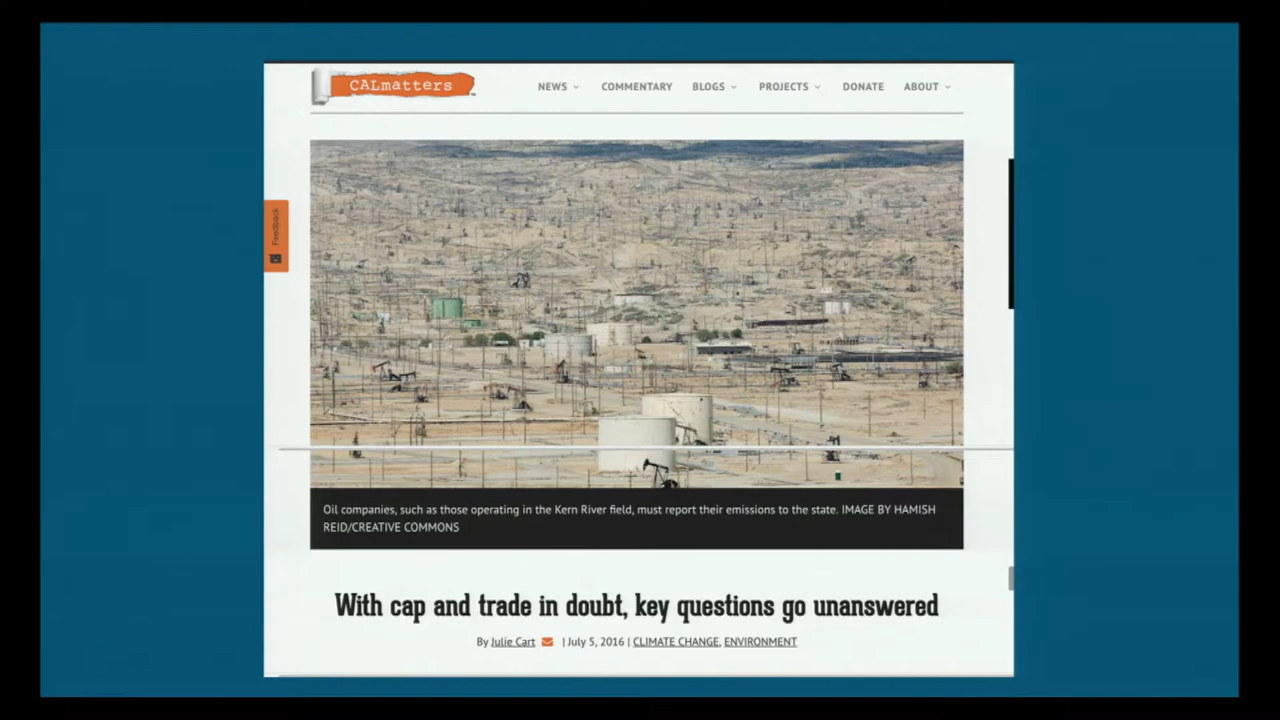 CALmatters
NEWS COMMENTARY BLOGS PROJECTS DONATE ABOUT
Feedback
Oil companies, such as those operating in the Kern River field, must report their emissions to the state. IMAGE BY HAMISH
REID/CREATIVE COMMONS
With cap and trade in doubt, key questions go unanswered
By Julie Cart | July 5, 2016 | CLIMATE CHANGE, ENVIRONMENT